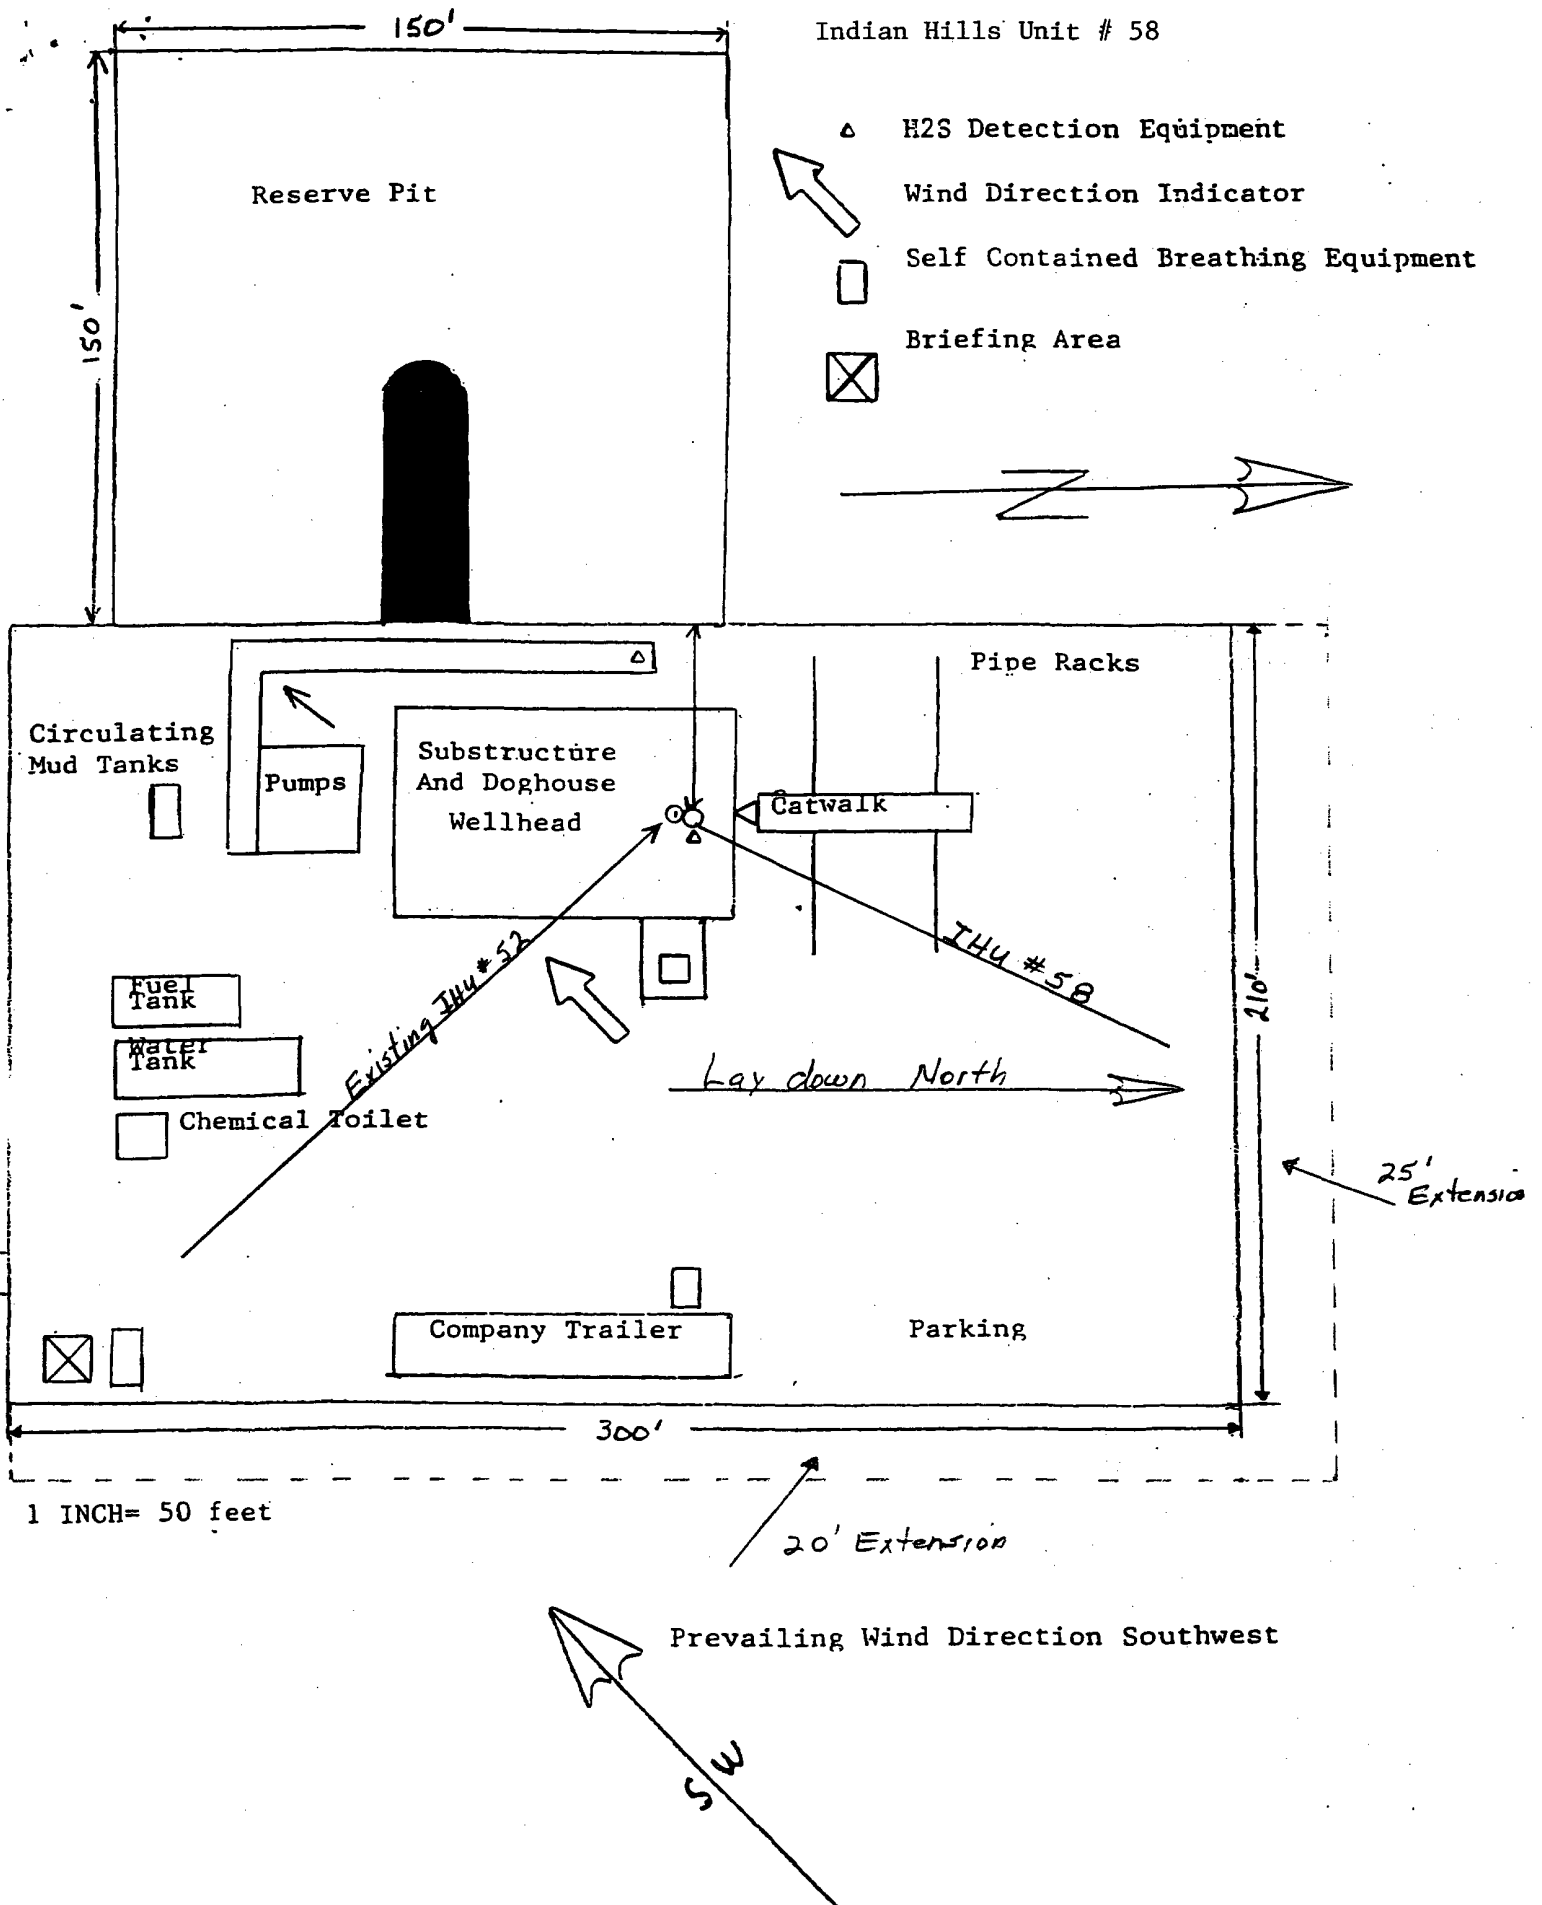 150'
Indian Hills Unit # 58
H2S Detection Equipment
Wind Direction Indicator
Self Contained Breathing Equipment
Briefing Area
Reserve Pit
150'
N
Pipe Racks
Circulating
Mud Tanks
Pumps
Substructure
And Doghouse
Wellhead
Catwalk
Existing IHU #52
IHU #58
Fuel
Tank
Water
Tank
Chemical Toilet
Lay down North
210'
25'
Extension
Company Trailer
Parking
300'
1 INCH= 50 feet
20' Extension
Prevailing Wind Direction Southwest
SW